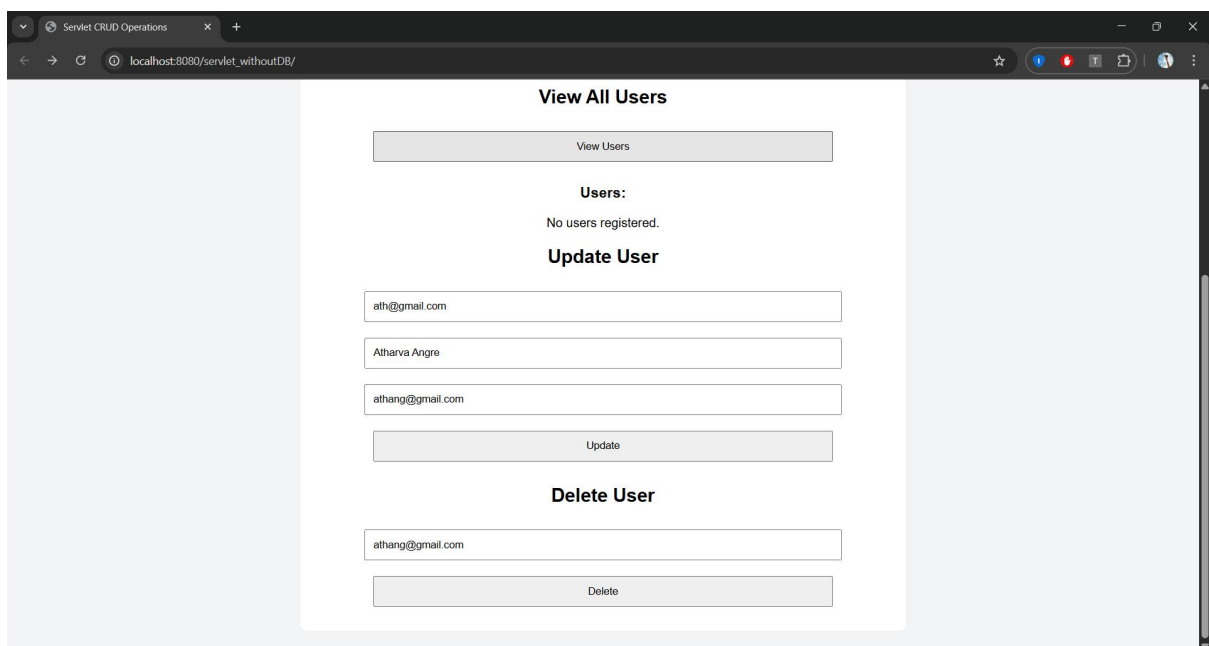 Servlet CRUD Operations
localhost:8080/servlet_withoutDB/
T
View All Users
View Users
Users:
No users registered.
Update User
ath@gmail.com
Atharva Angre
athang@gmail.com
Update
Delete User
athang@gmail.com
Delete